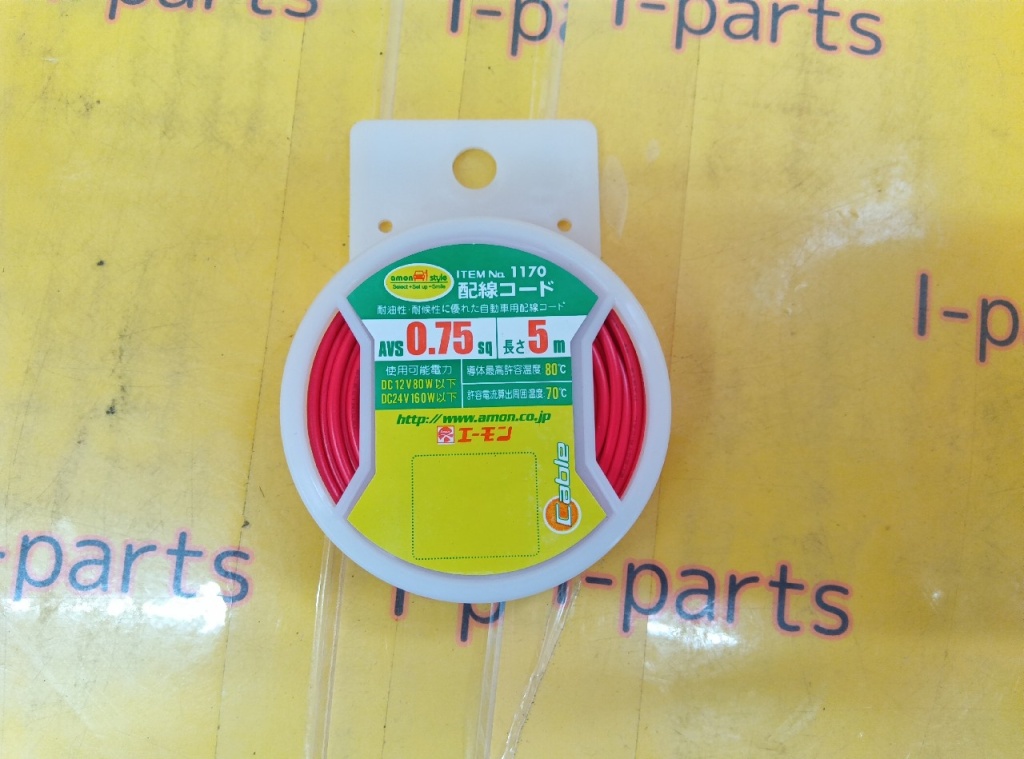 i-parts
i-p
i-parts
amon style
Select・Set up・Smile
ITEM No. 1170
配線コード
耐油性・耐候性に優れた自動車用配線コード
AVS 0.75 sq 長さ 5 m
使用可能電力
DC12V80W以下
DC24V160W以下
導体最高許容温度 80℃
許容電流算出周囲温度 70℃
http://www.amon.co.jp
エーモン
Cable
i-p
i-parts
i-p
i-parts